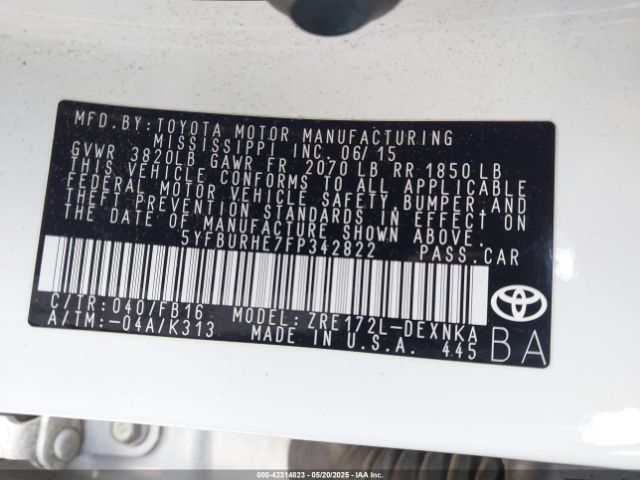 MFD.BY: TOYOTA MOTOR MANUFACTURING
MISSISSIPPI INC. 06/15
GVWR 3820LB GAWR FR 2070 LB RR 1850 LB
THIS VEHICLE CONFORMS TO ALL APPLICABLE
FEDERAL MOTOR VEHICLE SAFETY, BUMPER, AND
THEFT PREVENTION STANDARDS IN EFFECT ON
THE DATE OF MANUFACTURE SHOWN ABOVE.
5YFBURHE7FP342822 PASS.CAR
C/TR: 040/FB16 MODEL: ZRE172L-DEXNKA
A/TM: -04A/K313 MADE IN U.S.A. 445
BA
000-42314823 - 05/20/2025 - IAA Inc.